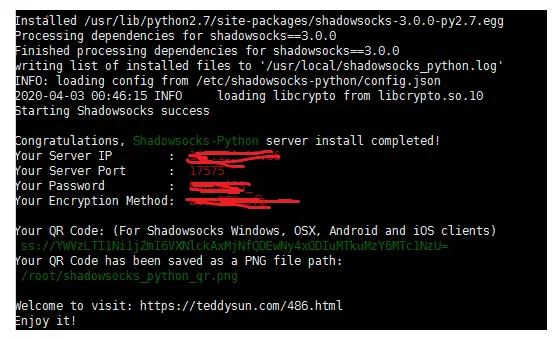 Installed /usr/lib/python2.7/site-packages/shadowsocks-3.0.0-py2.7.egg
Processing dependencies for shadowsocks==3.0.0
Finished processing dependencies for shadowsocks==3.0.0
writing list of installed files to '/usr/local/shadowsocks_python.log'
INFO: loading config from /etc/shadowsocks-python/config.json
2020-04-03 00:46:15 INFO     loading libcrypto from libcrypto.so.10
Starting Shadowsocks success
Congratulations, Shadowsocks-Python server install completed!
Your Server IP        :
Your Server Port      :  17575
Your Password         :
Your Encryption Method:
Your QR Code: (For Shadowsocks Windows, OSX, Android and iOS clients)
Your QR Code has been saved as a PNG file path:
/root/shadowsocks_python_qr.png
Welcome to visit: https://teddysun.com/486.html
Enjoy it!